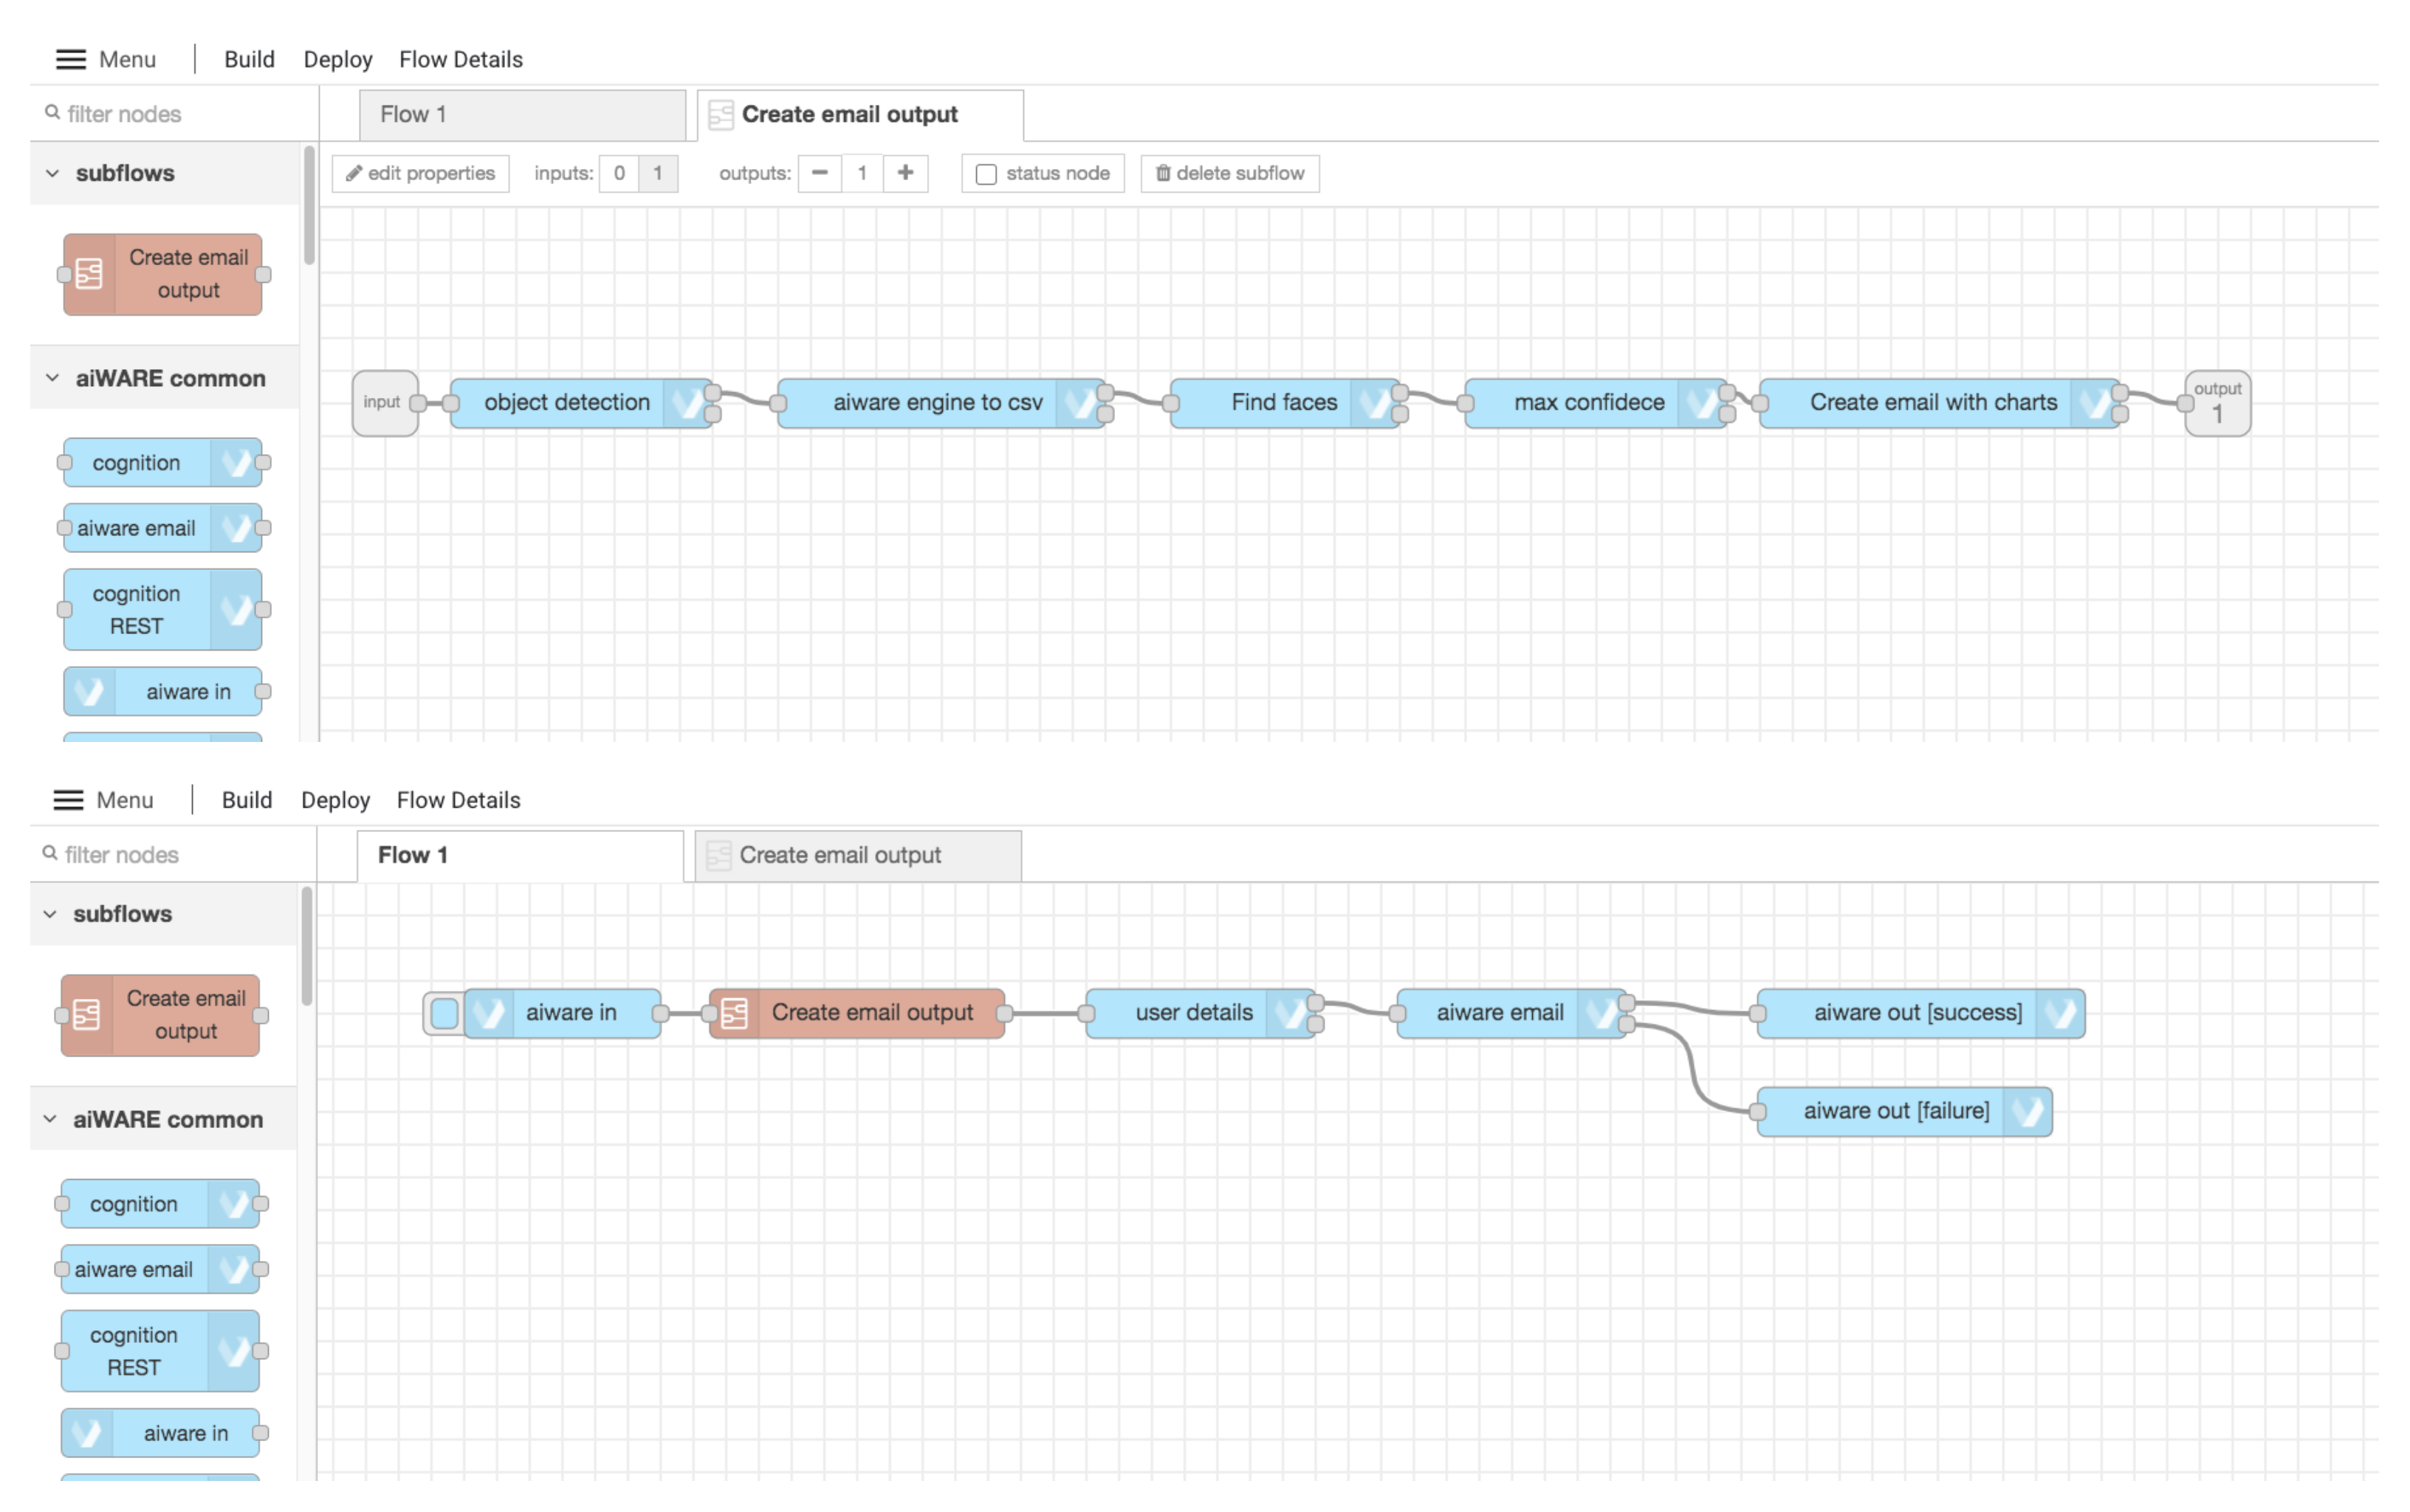 Menu Build Deploy Flow Details
filter nodes Flow 1 Create email output
subflows edit properties inputs: 0 1 outputs: 1 status node delete subflow
Create email
output
aiWARE common
input object detection aiware engine to csv Find faces max confidece Create email with charts output
1
cognition
aiware email
cognition
REST
aiware in
Menu Build Deploy Flow Details
filter nodes Flow 1 Create email output
subflows
Create email
output
aiware in Create email output user details aiware email aiware out [success]
aiWARE common
aiware out [failure]
cognition
aiware email
cognition
REST
aiware in